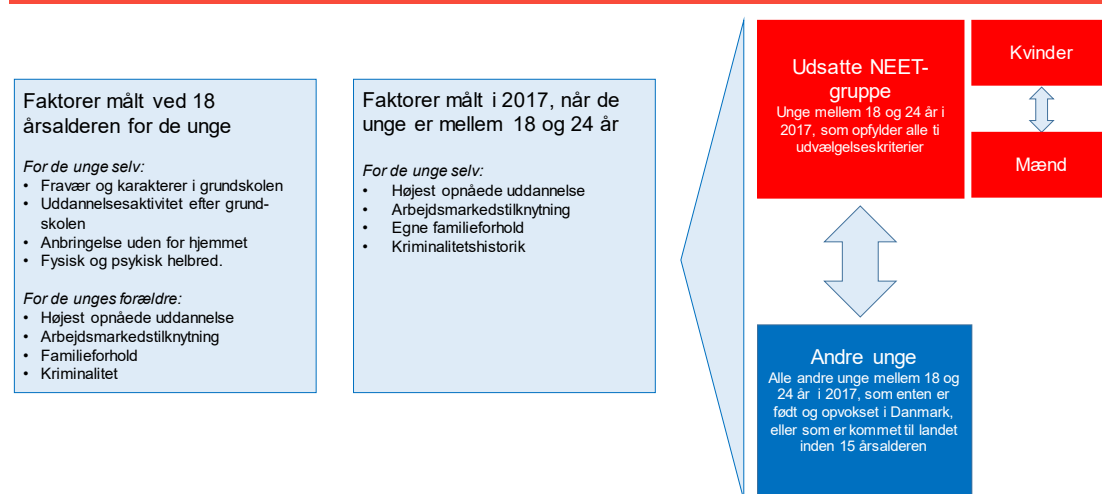 Faktorer målt ved 18
årsalderen for de unge
For de unge selv:
• Fravær og karakterer i grundskolen
• Uddannelsesaktivitet efter grund-
skolen
• Anbringelse uden for hjemmet
• Fysisk og psykisk helbred.
For de unges forældre:
• Højest opnåede uddannelse
• Arbejdsmarkedstilknytning
• Familieforhold
• Kriminalitet
Faktorer målt i 2017, når de
unge er mellem 18 og 24 år
For de unge selv:
• Højest opnåede uddannelse
• Arbejdsmarkedstilknytning
• Egne familieforhold
• Kriminalitetshistorik
Udsatte NEET-
gruppe
Unge mellem 18 og 24 år i
2017, som opfylder alle ti
udvælgelseskriterier
Kvinder
Mænd
Andre unge
Alle andre unge mellem 18 og
24 år i 2017, som enten er
født og opvokset i Danmark,
eller som er kommet til landet
inden 15 årsalderen